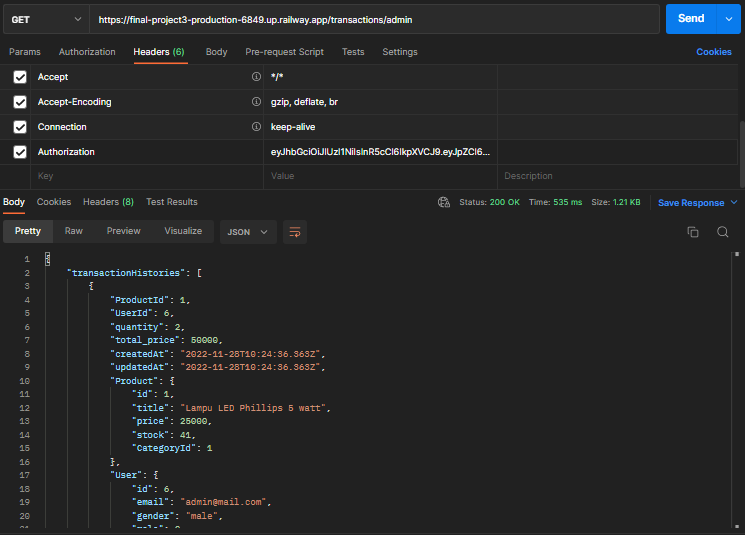 GET https://final-project3-production-6849.up.railway.app/transactions/admin Send
Params Authorization Headers (6) Body Pre-request Script Tests Settings Cookies
Accept */*
Accept-Encoding gzip, deflate, br
Connection keep-alive
Authorization eyJhbGciOiJIUzI1NiIsInR5cCI6IkpXVCJ9.eyJpZCI6...
Key Value Description
Body Cookies Headers (8) Test Results Status: 200 OK Time: 535 ms Size: 1.21 KB Save Response
Pretty Raw Preview Visualize JSON
1 {
2 "transactionHistories": [
3 {
4 "ProductId": 1,
5 "UserId": 6,
6 "quantity": 2,
7 "total_price": 50000,
8 "createdAt": "2022-11-28T10:24:36.363Z",
9 "updatedAt": "2022-11-28T10:24:36.363Z",
10 "Product": {
11 "id": 1,
12 "title": "Lampu LED Phillips 5 watt",
13 "price": 25000,
14 "stock": 41,
15 "CategoryId": 1
16 },
17 "User": {
18 "id": 6,
19 "email": "admin@mail.com",
20 "gender": "male",